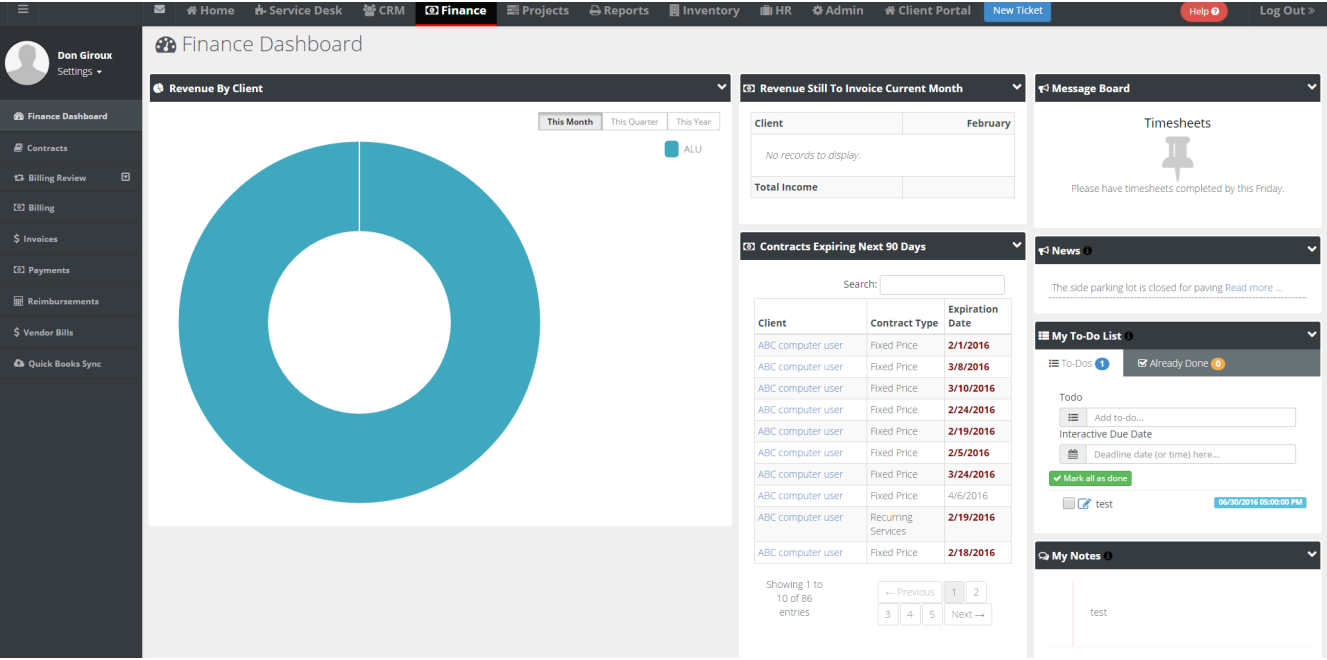 Home Service Desk CRM Finance Projects Reports Inventory HR Admin Client Portal New Ticket Help Log Out »
Don Giroux
Settings
Finance Dashboard
Contracts
Billing Review
Billing
Invoices
Payments
Reimbursements
Vendor Bills
Quick Books Sync
Finance Dashboard
Revenue By Client
This Month This Quarter This Year
ALU
Revenue Still To Invoice Current Month
Client February
No records to display.
Total Income
Contracts Expiring Next 90 Days
Search:
Client Contract Type Expiration Date
ABC computer user Fixed Price 2/1/2016
ABC computer user Fixed Price 3/8/2016
ABC computer user Fixed Price 3/10/2016
ABC computer user Fixed Price 2/24/2016
ABC computer user Fixed Price 2/19/2016
ABC computer user Fixed Price 2/5/2016
ABC computer user Fixed Price 3/24/2016
ABC computer user Fixed Price 4/6/2016
ABC computer user Recurring Services 2/19/2016
ABC computer user Fixed Price 2/18/2016
Showing 1 to
10 of 86
entries
← Previous 1 2
3 4 5 Next →
Message Board
Timesheets
Please have timesheets completed by this Friday.
News
The side parking lot is closed for paving Read more ...
My To-Do List
To-Dos 1 Already Done 0
Todo
Add to-do...
Interactive Due Date
Deadline date (or time) here...
Mark all as done
test 06/30/2016 05:00:00 PM
My Notes
test